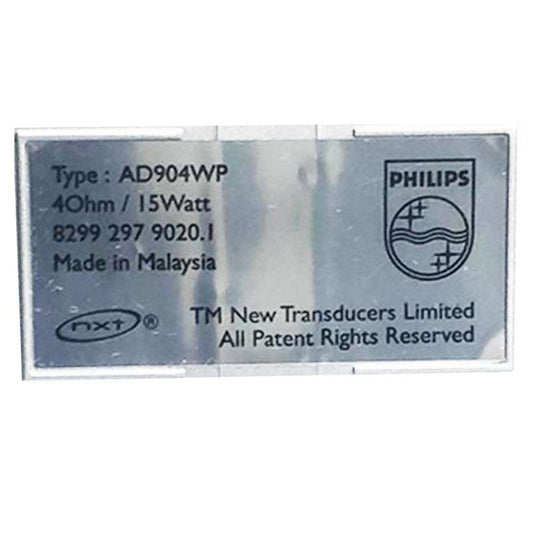 Type : AD904WP
4Ohm / 15Watt
8299 297 9020.1
Made in Malaysia
PHILIPS
nxt®
TM New Transducers Limited
All Patent Rights Reserved